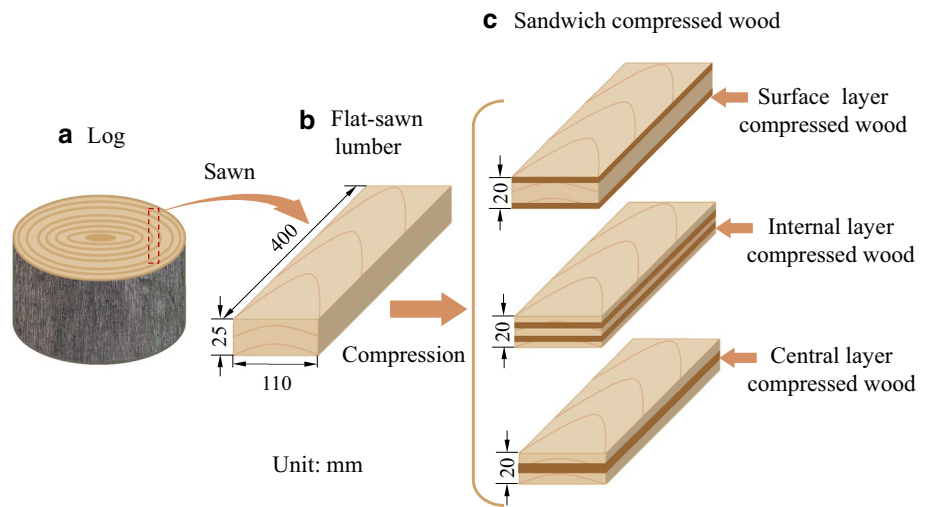 a Log
Sawn
b Flat-sawn
lumber
400
25
110
Compression
Unit: mm
c Sandwich compressed wood
20
Surface layer
compressed wood
20
Internal layer
compressed wood
20
Central layer
compressed wood